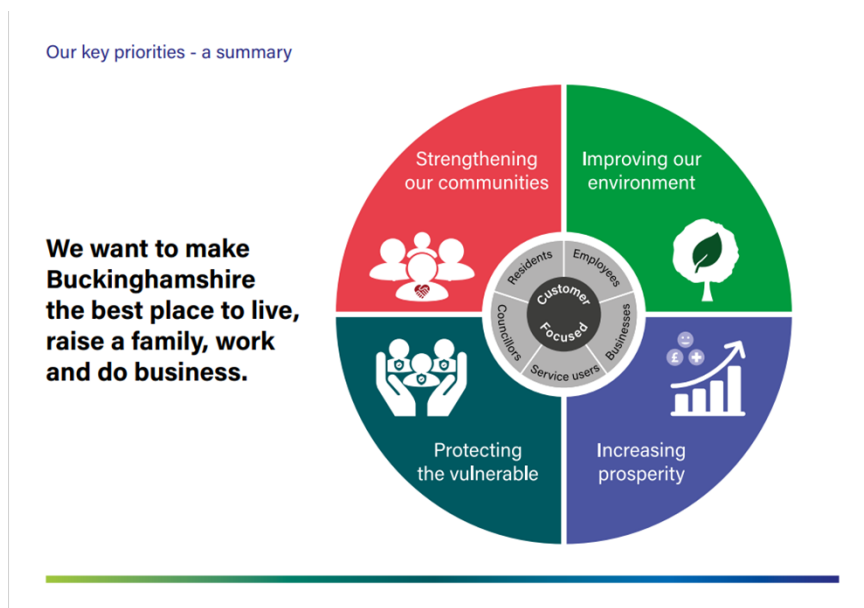 Our key priorities - a summary
We want to make
Buckinghamshire
the best place to live,
raise a family, work
and do business.
Strengthening
our communities
Improving our
environment
Residents
Employees
Councillors
Businesses
Service users
Customer
Focused
£
Protecting
the vulnerable
Increasing
prosperity